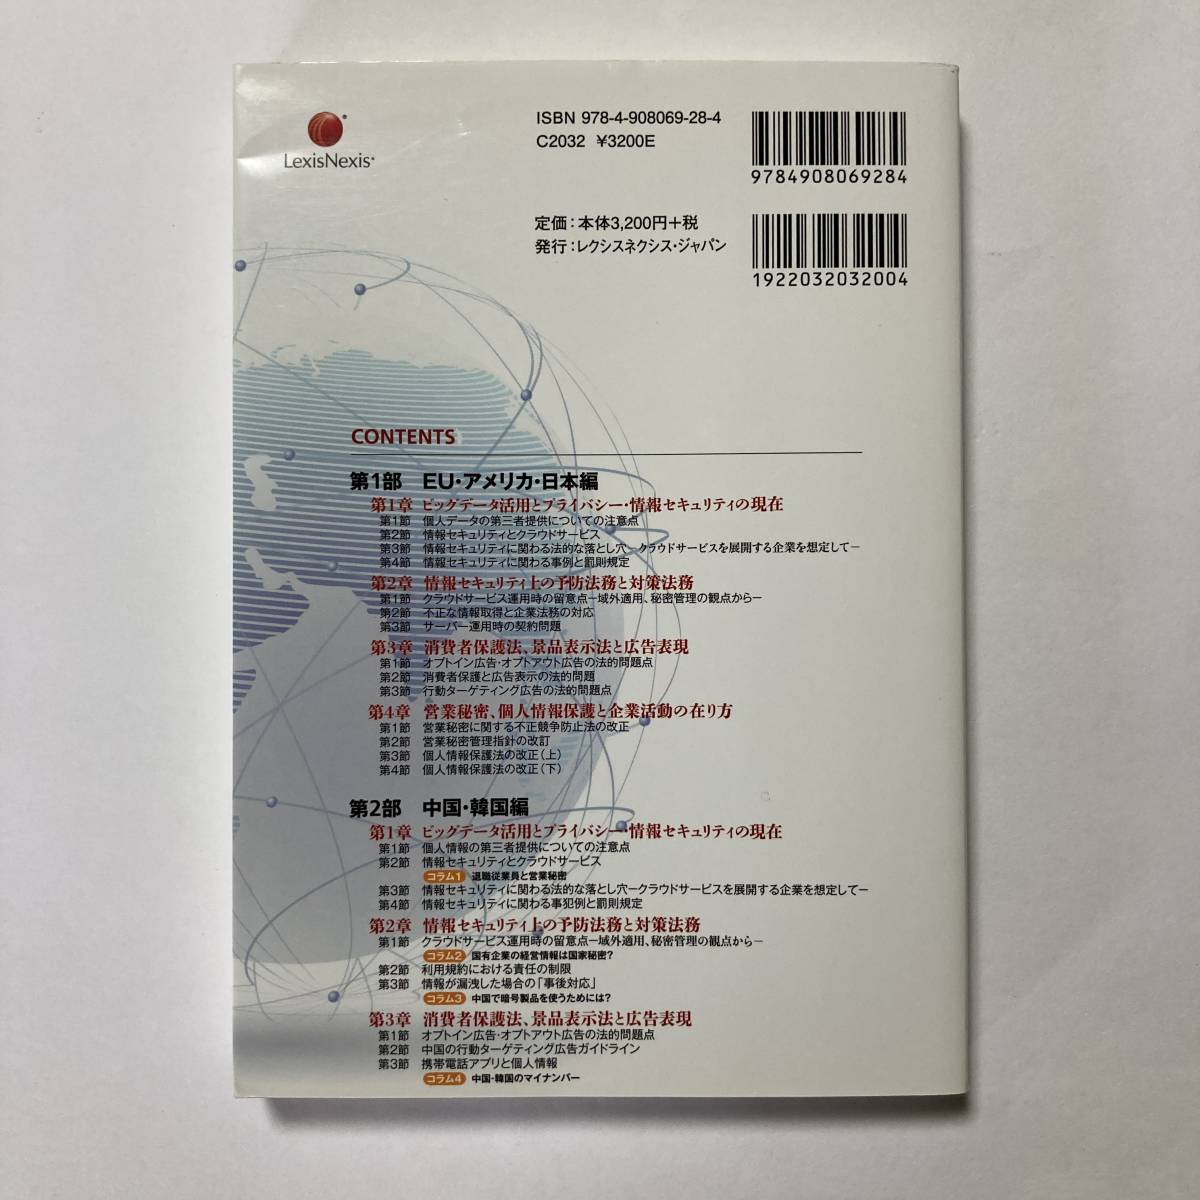 LexisNexis
ISBN 978-4-908069-28-4
C2032 ¥3200E
9784908069284
定価：本体3,200円+税
発行：レクシスネクシス・ジャパン
1922032032004
CONTENTS
第1部 EU・アメリカ・日本編
第1章 ビッグデータ活用とプライバシー・情報セキュリティの現在
第1節 個人データの第三者提供についての注意点
第2節 情報セキュリティとクラウドサービス
第3節 情報セキュリティに関わる法的な落とし穴－クラウドサービスを展開する企業を想定して－
第4節 情報セキュリティに関わる事例と罰則規定
第2章 情報セキュリティ上の予防法務と対策法務
第1節 クラウドサービス運用時の留意点－域外適用、秘密管理の観点から－
第2節 不正な情報取得と企業法務の対応
第3節 サーバー運用時の契約問題
第3章 消費者保護法、景品表示法と広告表現
第1節 オプトイン広告・オプトアウト広告の法的問題点
第2節 消費者保護と広告表示の法的問題
第3節 行動ターゲティング広告の法的問題点
第4章 営業秘密、個人情報保護と企業活動の在り方
第1節 営業秘密に関する不正競争防止法の改正
第2節 営業秘密管理指針の改訂
第3節 個人情報保護法の改正（上）
第4節 個人情報保護法の改正（下）
第2部 中国・韓国編
第1章 ビッグデータ活用とプライバシー・情報セキュリティの現在
第1節 個人情報の第三者提供についての注意点
第2節 情報セキュリティとクラウドサービス
コラム1 退職従業員と営業秘密
第3節 情報セキュリティに関わる法的な落とし穴－クラウドサービスを展開する企業を想定して－
第4節 情報セキュリティに関わる事犯例と罰則規定
第2章 情報セキュリティ上の予防法務と対策法務
第1節 クラウドサービス運用時の留意点－域外適用、秘密管理の観点から－
コラム2 国有企業の経営情報は国家秘密？
第2節 利用規約における責任の制限
第3節 情報が漏洩した場合の「事後対応」
コラム3 中国で暗号製品を使うためには？
第3章 消費者保護法、景品表示法と広告表現
第1節 オプトイン広告・オプトアウト広告の法的問題点
第2節 中国の行動ターゲティング広告ガイドライン
第3節 携帯電話アプリと個人情報
コラム4 中国・韓国のマイナンバー